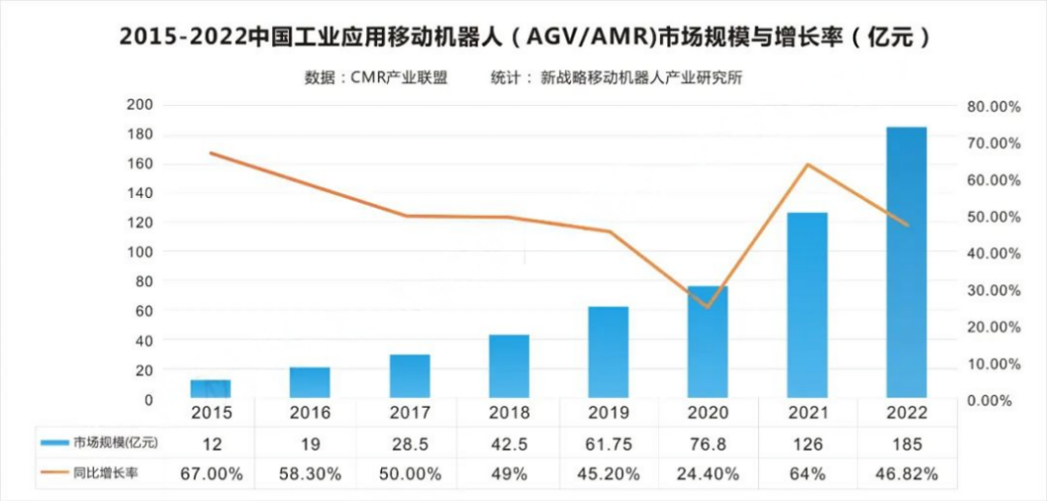 2015-2022中国工业应用移动机器人（AGV/AMR)市场规模与增长率（亿元）
数据：CMR产业联盟 统计： 新战略移动机器人产业研究所
200 80.00%
180 70.00%
160 60.00%
140 50.00%
120 40.00%
100 30.00%
80 20.00%
60 10.00%
40 0.00%
20
0
2015 2016 2017 2018 2019 2020 2021 2022
市场规模(亿元) 12 19 28.5 42.5 61.75 76.8 126 185
同比增长率 67.00% 58.30% 50.00% 49% 45.20% 24.40% 64% 46.82%